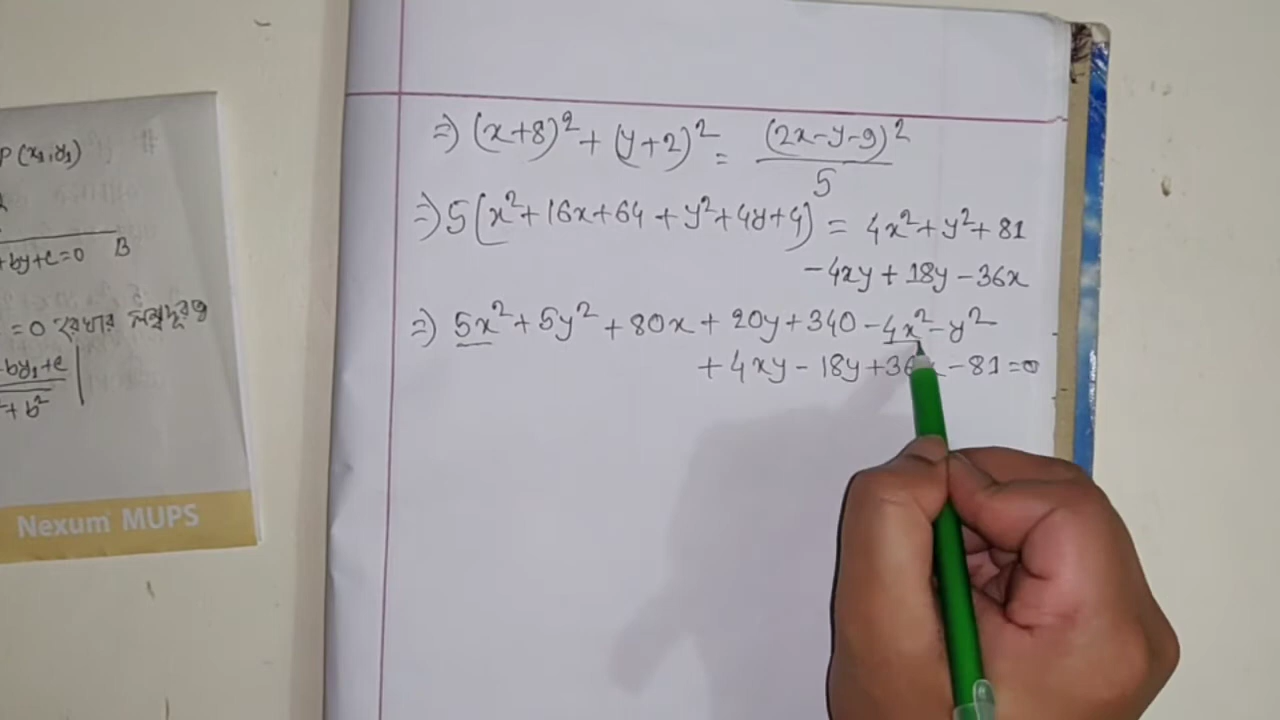 P(x₁,y₁)
+by+c=0 B
=0 রেখার লম্বদূরত্ব
by₁+c
+b²
Nexum MUPS
⇒ (x+8)² + (y+2)² = (2x-y-9)² / 5
⇒ 5(x²+16x+64+y²+4y+4) = 4x²+y²+81
-4xy+18y-36x
⇒ 5x²+5y²+80x+20y+340-4x²-y²
+4xy-18y+36x-81=0